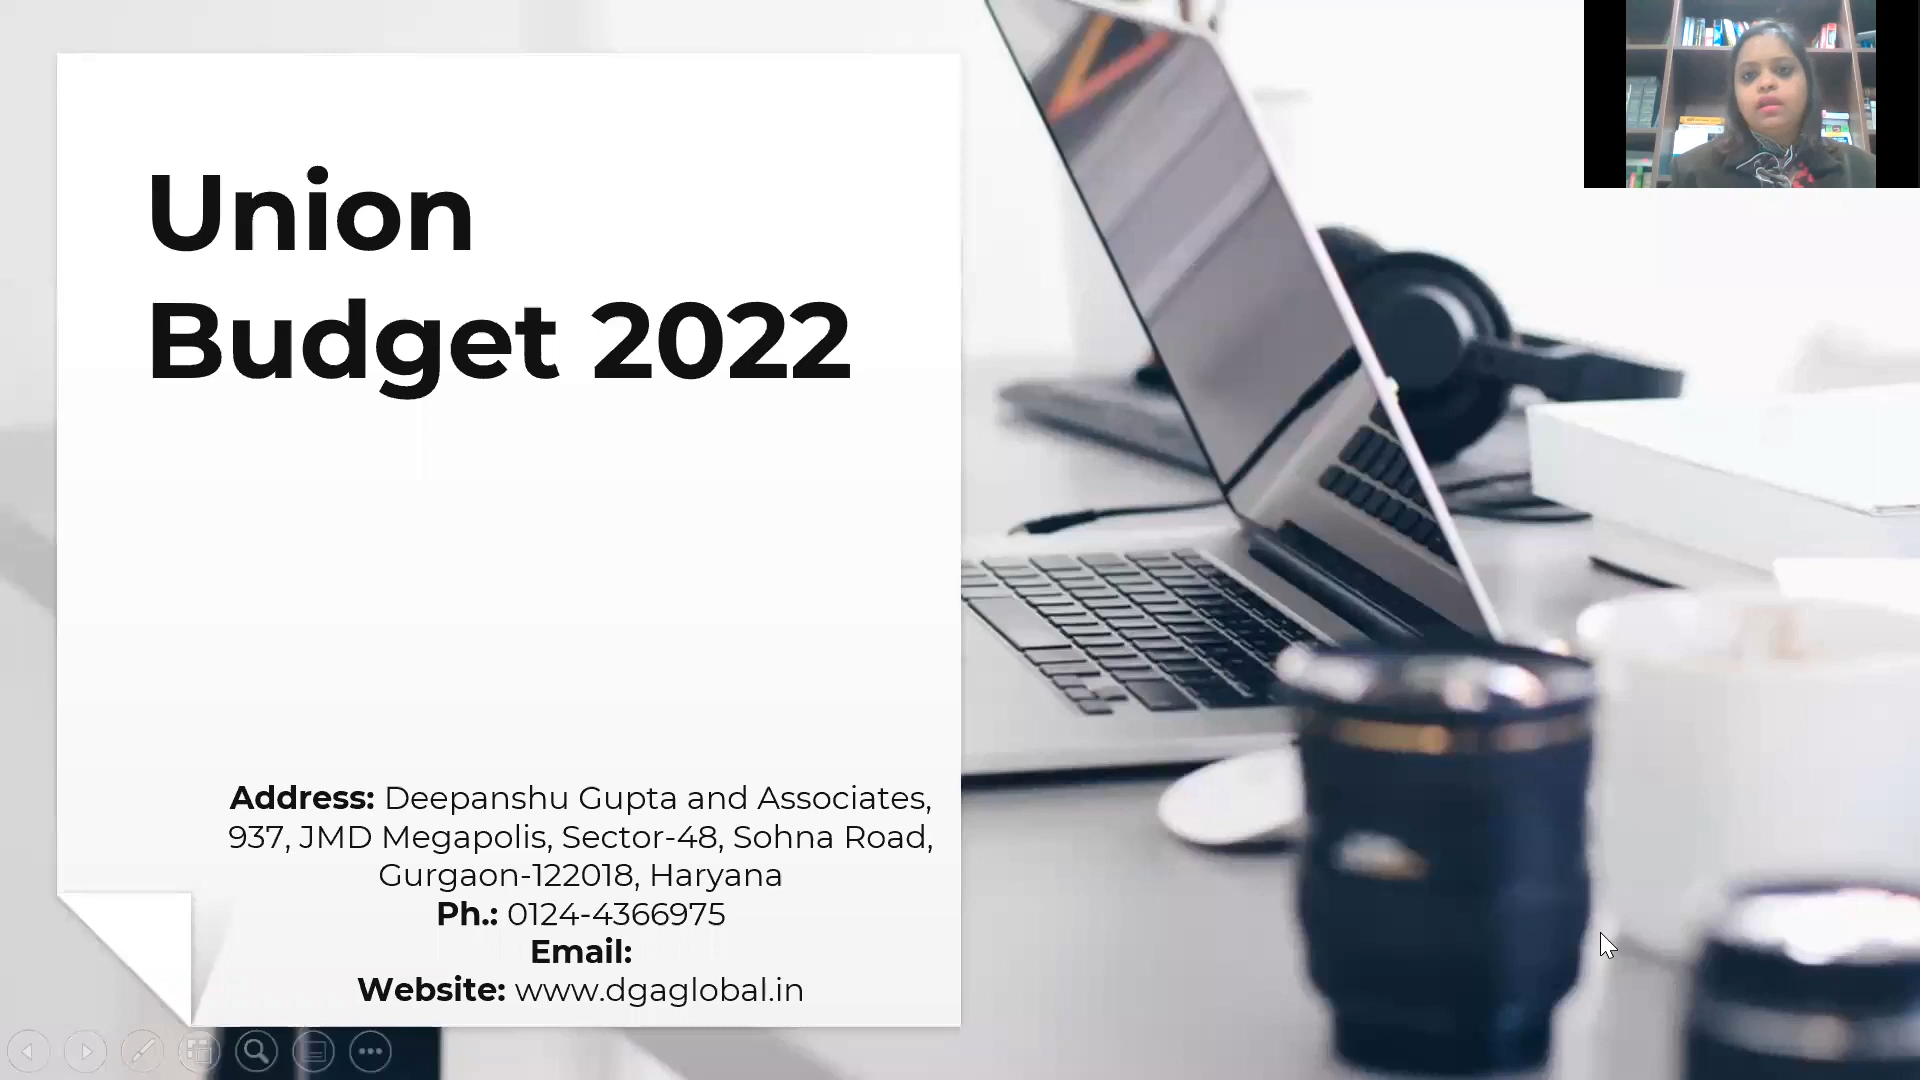 Union
Budget 2022
Address: Deepanshu Gupta and Associates,
937, JMD Megapolis, Sector-48, Sohna Road,
Gurgaon-122018, Haryana
Ph.: 0124-4366975
Email:
Website: www.dgaglobal.in